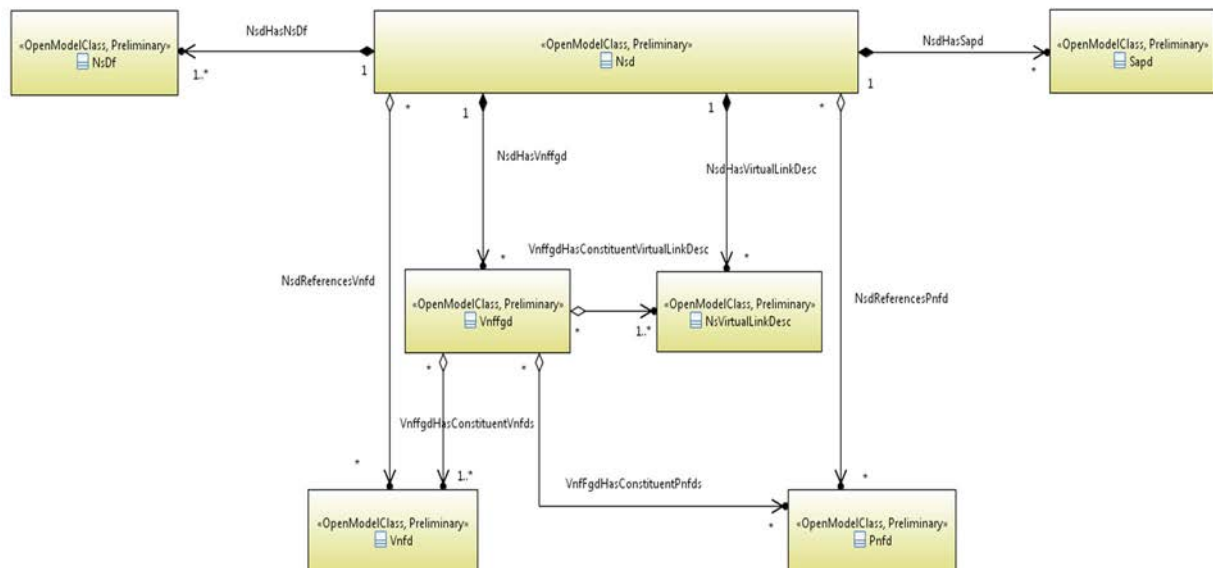 NsdHasNsDf
NsdHasSapd
«OpenModelClass, Preliminary»
NsDf
«OpenModelClass, Preliminary»
Nsd
«OpenModelClass, Preliminary»
Sapd
1..*
1
1
*
*
1
1
*
NsdHasVnffgd
NsdHasVirtualLinkDesc
VnffgdHasConstituentVirtualLinkDesc
*
*
NsdReferencesVnfd
NsdReferencesPnfd
«OpenModelClass, Preliminary»
Vnffgd
«OpenModelClass, Preliminary»
NsVirtualLinkDesc
*
1..*
*
*
VnffgdHasConstituentVnfds
*
1..*
VnfFgdHasConstituentPnfds
*
*
«OpenModelClass, Preliminary»
Vnfd
«OpenModelClass, Preliminary»
Pnfd